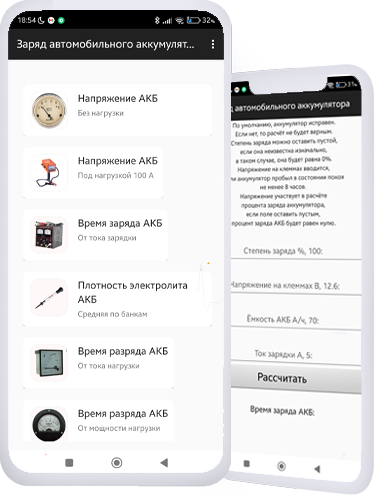 18:54
32%
Заряд автомобильного аккумулят...
Напряжение АКБ
Без нагрузки
Напряжение АКБ
Под нагрузкой 100 А
Время заряда АКБ
От тока зарядки
Плотность электролита
АКБ
Средняя по банкам
Время разряда АКБ
От тока нагрузки
Время разряда АКБ
От мощности нагрузки
автомобильного аккумулятора
По умолчанию, аккумулятор исправен.
Если нет, то расчёт не будет верным.
Степень заряда можно оставить пустой,
если она неизвестна изначально,
в таком случае, она будет равна 0%.
Напряжение на клеммах вводится,
если аккумулятор пробыл в состоянии покоя
не менее 8 часов.
Напряжение участвует в расчёте
процента заряда аккумулятора,
если поле оставить пустым,
процент заряда АКБ будет равен нулю.
Степень заряда %, 100:
Напряжение на клеммах В, 12.6:
Ёмкость АКБ А/ч, 70:
Ток зарядки А, 5:
Рассчитать
Время заряда АКБ: